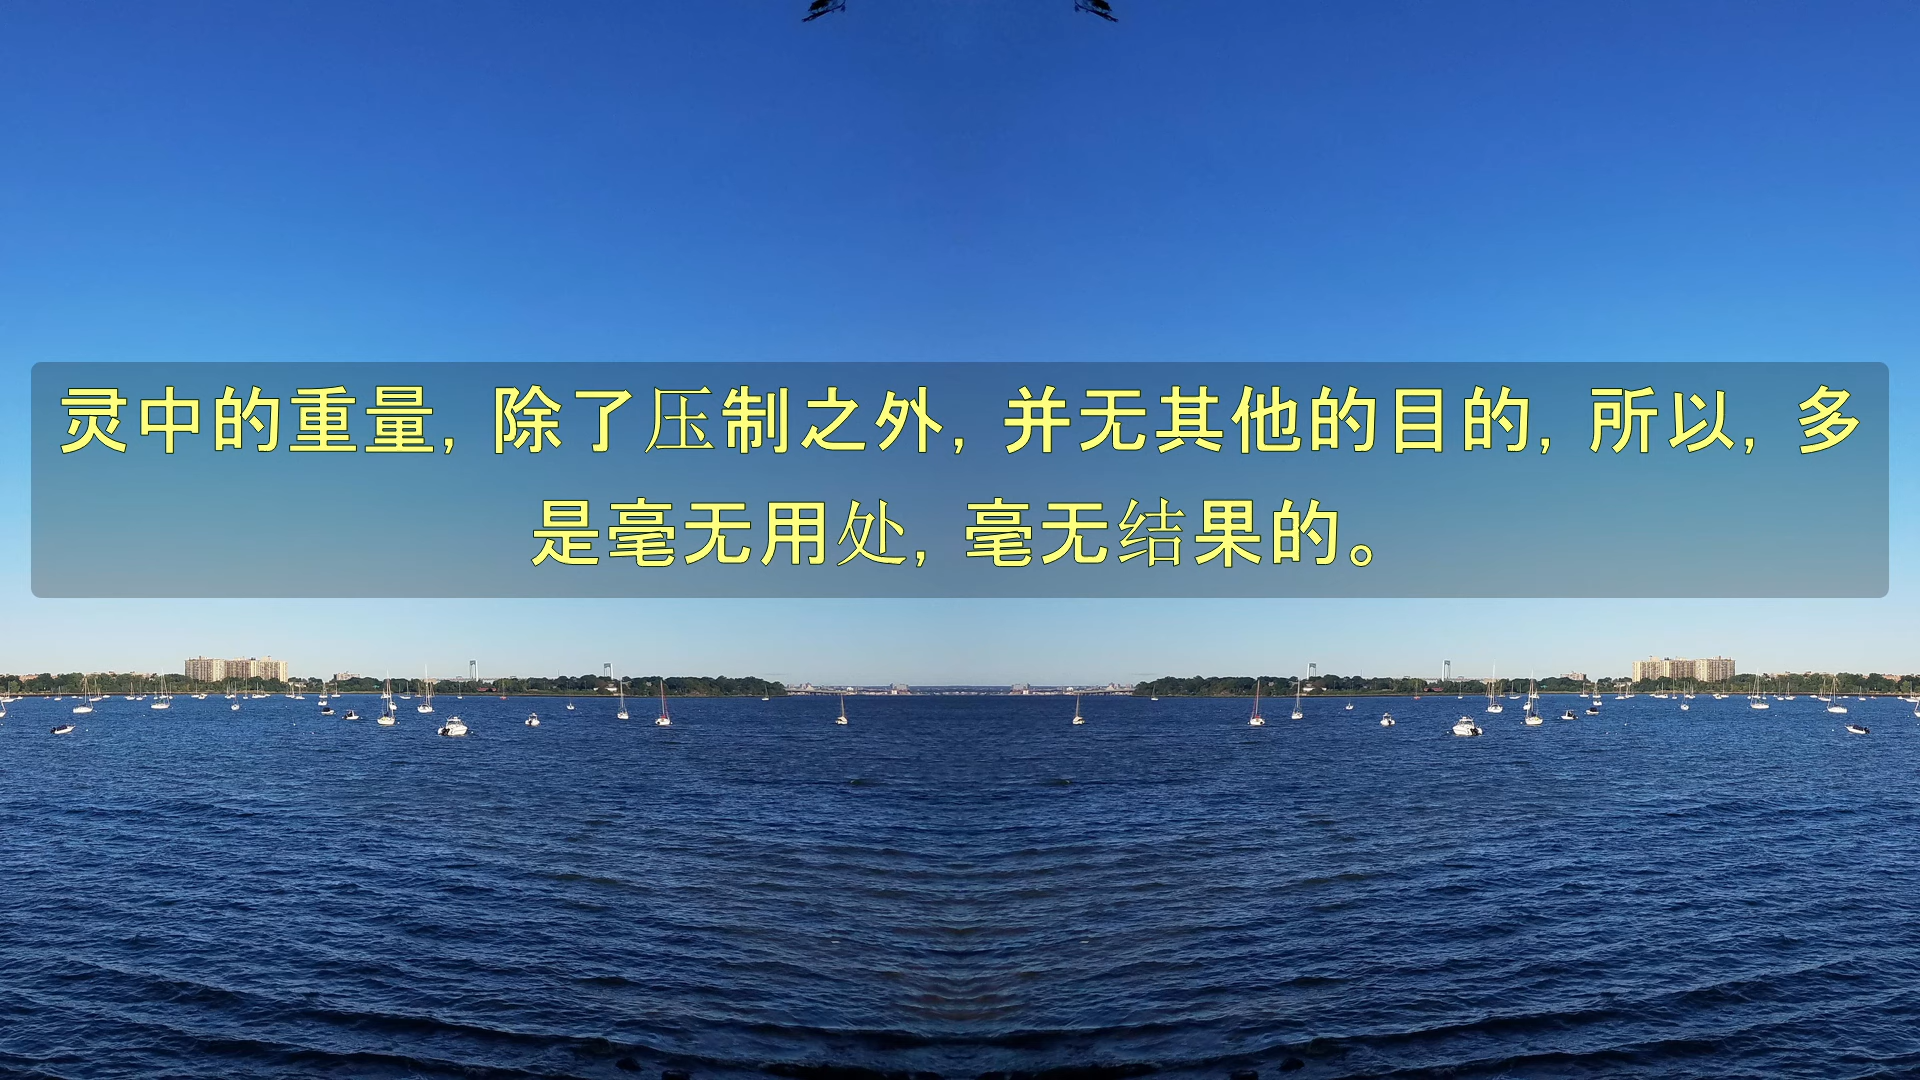 灵中的重量, 除了压制之外, 并无其他的目的, 所以, 多
是毫无用处, 毫无结果的。